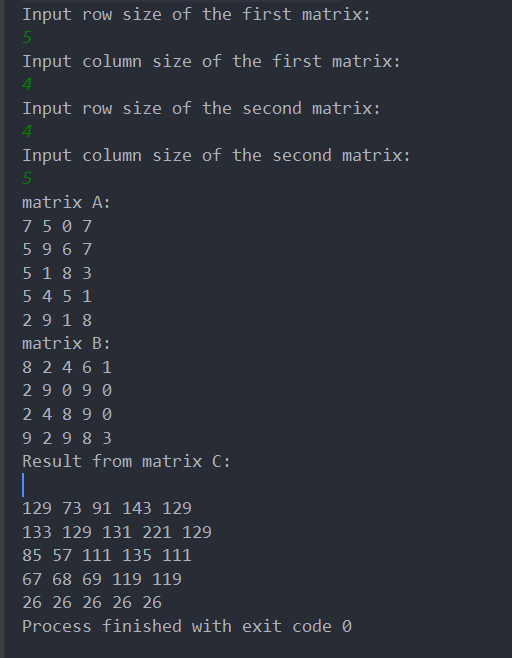 Input row size of the first matrix:
5
Input column size of the first matrix:
4
Input row size of the second matrix:
4
Input column size of the second matrix:
5
matrix A:
7 5 0 7
5 9 6 7
5 1 8 3
5 4 5 1
2 9 1 8
matrix B:
8 2 4 6 1
2 9 0 9 0
2 4 8 9 0
9 2 9 8 3
Result from matrix C:
129 73 91 143 129
133 129 131 221 129
85 57 111 135 111
67 68 69 119 119
26 26 26 26 26
Process finished with exit code 0